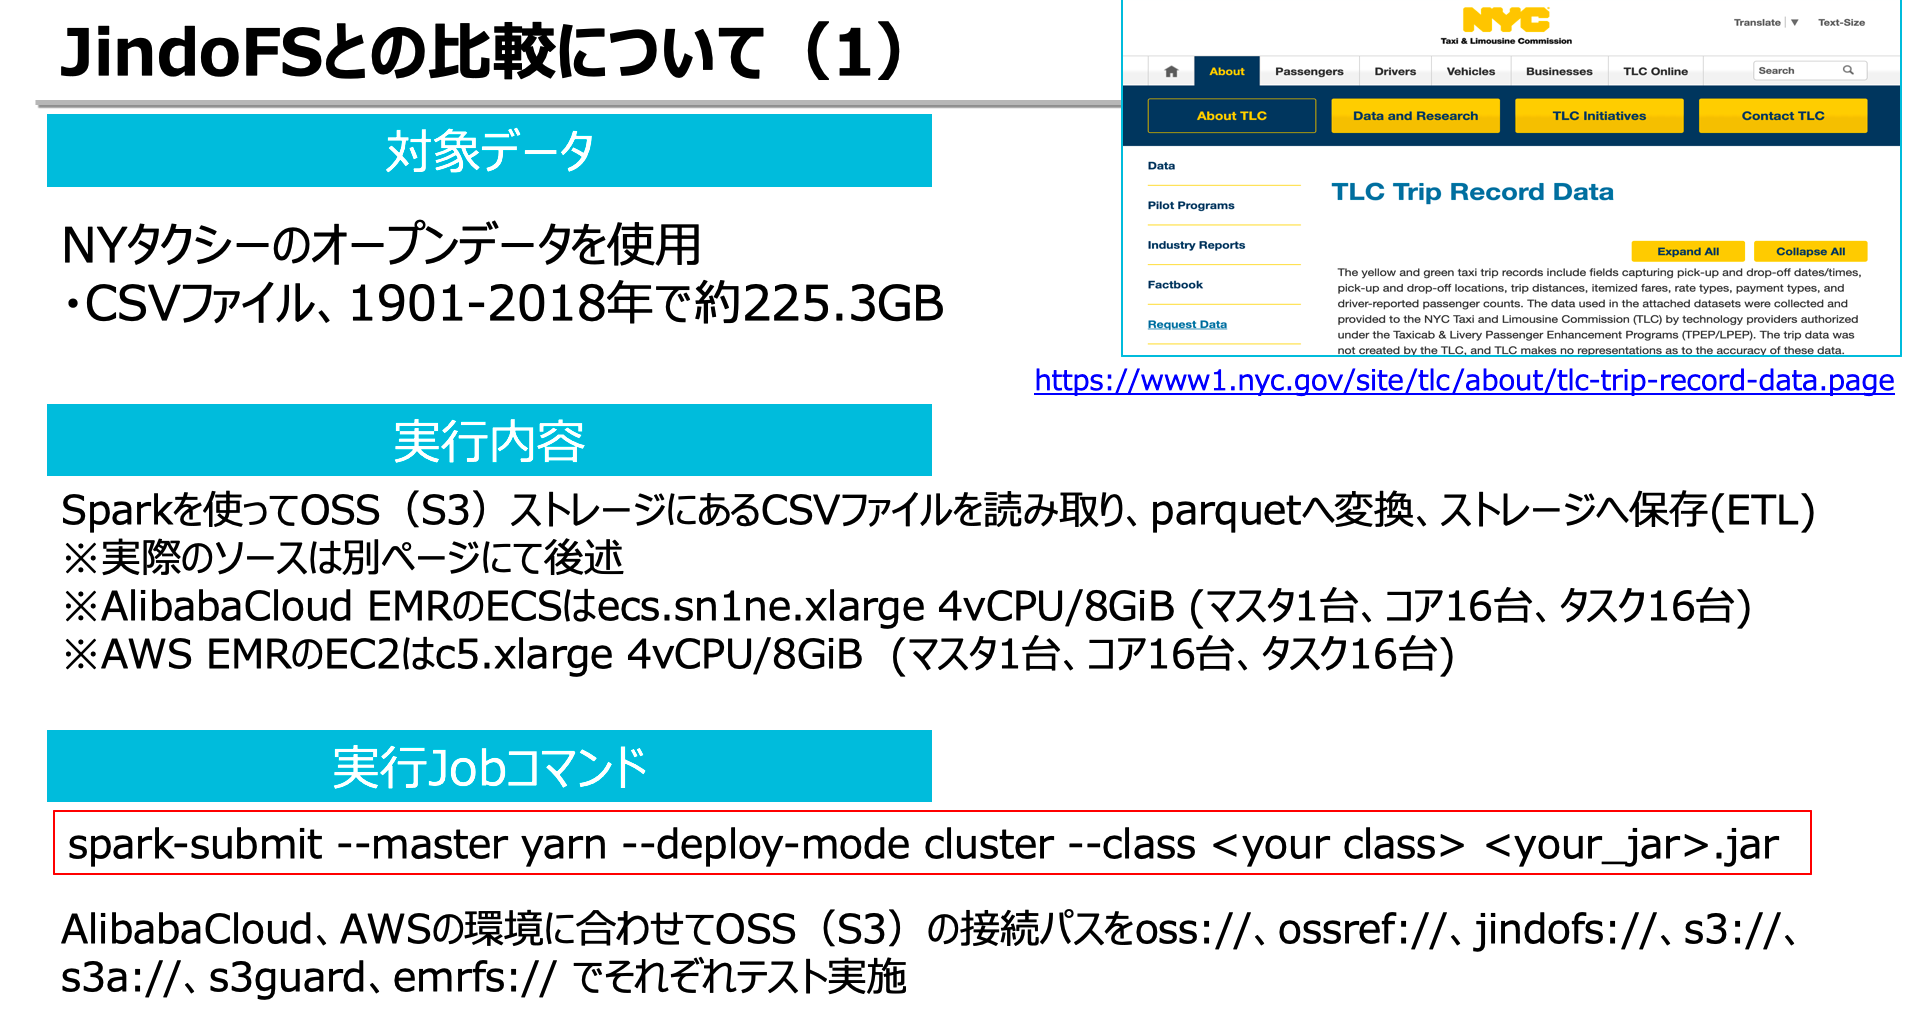 JindoFSとの比較について（1）
NYC
Taxi & Limousine Commission
Translate | ▼ Text-Size
About Passengers Drivers Vehicles Businesses TLC Online Search
About TLC Data and Research TLC Initiatives Contact TLC
Data
Pilot Programs
Industry Reports
Factbook
Request Data
TLC Trip Record Data
Expand All Collapse All
The yellow and green taxi trip records include fields capturing pick-up and drop-off dates/times,
pick-up and drop-off locations, trip distances, itemized fares, rate types, payment types, and
driver-reported passenger counts. The data used in the attached datasets were collected and
provided to the NYC Taxi and Limousine Commission (TLC) by technology providers authorized
under the Taxicab & Livery Passenger Enhancement Programs (TPEP/LPEP). The trip data was
not created by the TLC, and TLC makes no representations as to the accuracy of these data.
https://www1.nyc.gov/site/tlc/about/tlc-trip-record-data.page
対象データ
NYタクシーのオープンデータを使用
・CSVファイル、1901-2018年で約225.3GB
実行内容
Sparkを使ってOSS（S3）ストレージにあるCSVファイルを読み取り、parquetへ変換、ストレージへ保存(ETL)
※実際のソースは別ページにて後述
※AlibabaCloud EMRのECSはecs.sn1ne.xlarge 4vCPU/8GiB (マスタ1台、コア16台、タスク16台)
※AWS EMRのEC2はc5.xlarge 4vCPU/8GiB (マスタ1台、コア16台、タスク16台)
実行Jobコマンド
spark-submit --master yarn --deploy-mode cluster --class <your class> <your_jar>.jar
AlibabaCloud、AWSの環境に合わせてOSS（S3）の接続パスをoss://、ossref://、jindofs://、s3://、
s3a://、s3guard、emrfs:// でそれぞれテスト実施